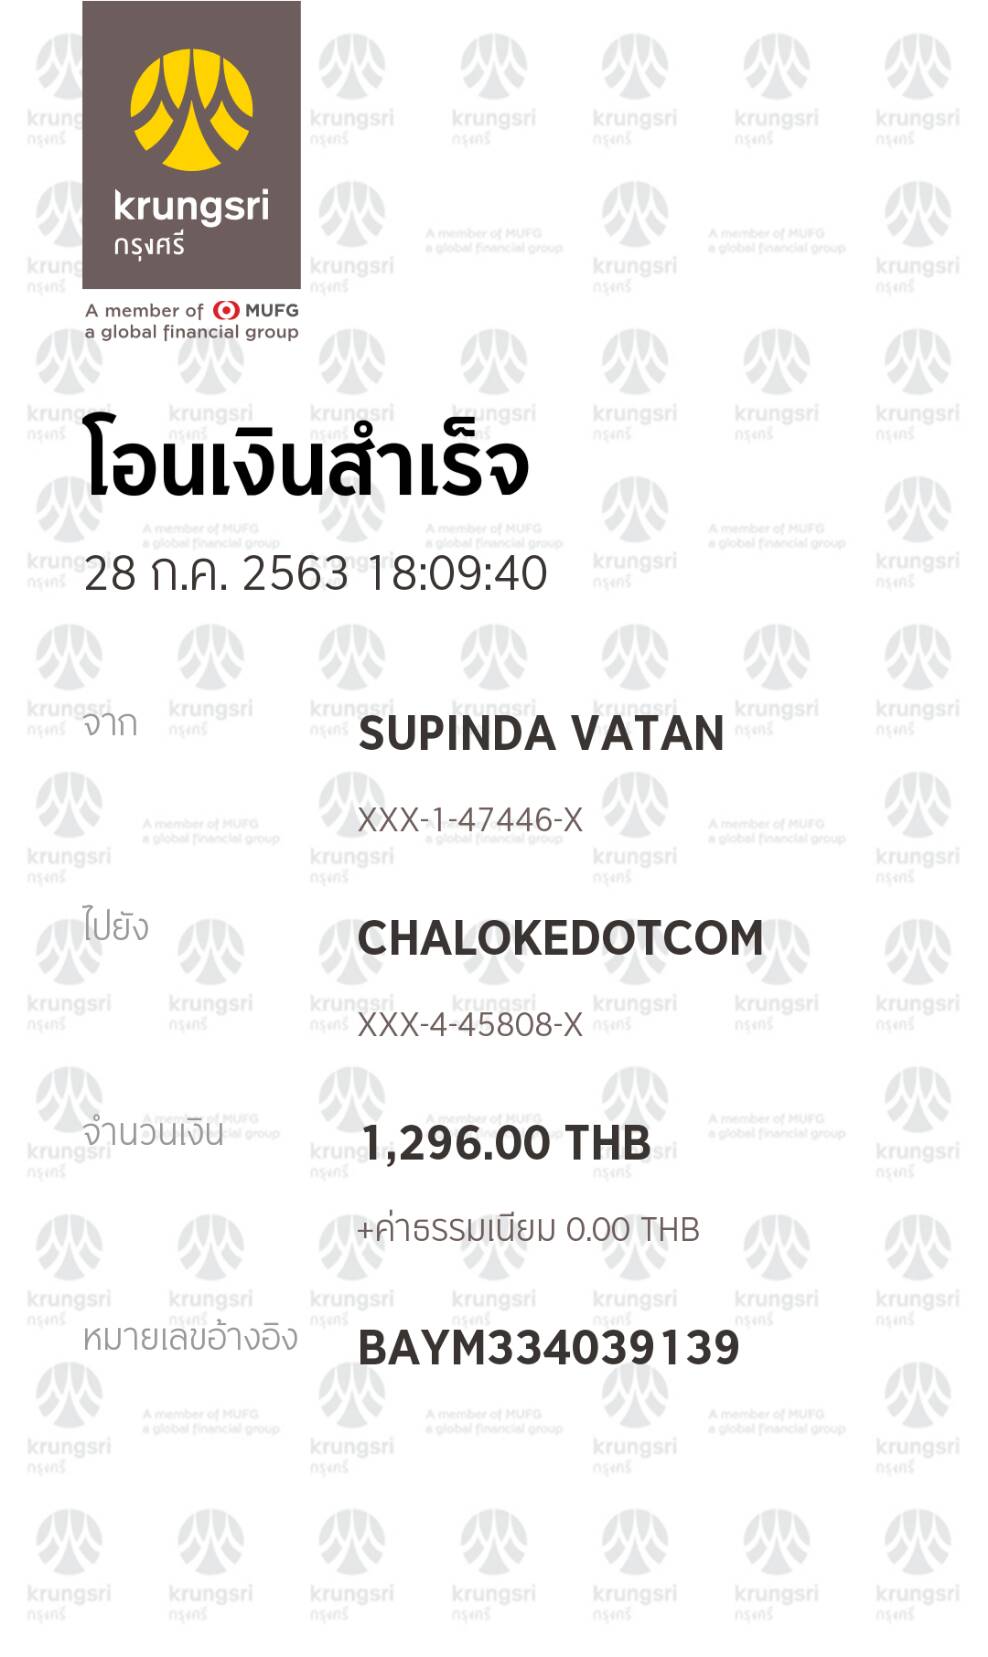 krungsri
กรุงศรี
A member of MUFG
a global financial group
โอนเงินสำเร็จ
28 ก.ค. 2563 18:09:40
จาก
SUPINDA VATAN
XXX-1-47446-X
ไปยัง
CHALOKEDOTCOM
XXX-4-45808-X
จำนวนเงิน
1,296.00 THB
+ค่าธรรมเนียม 0.00 THB
หมายเลขอ้างอิง
BAYM334039139